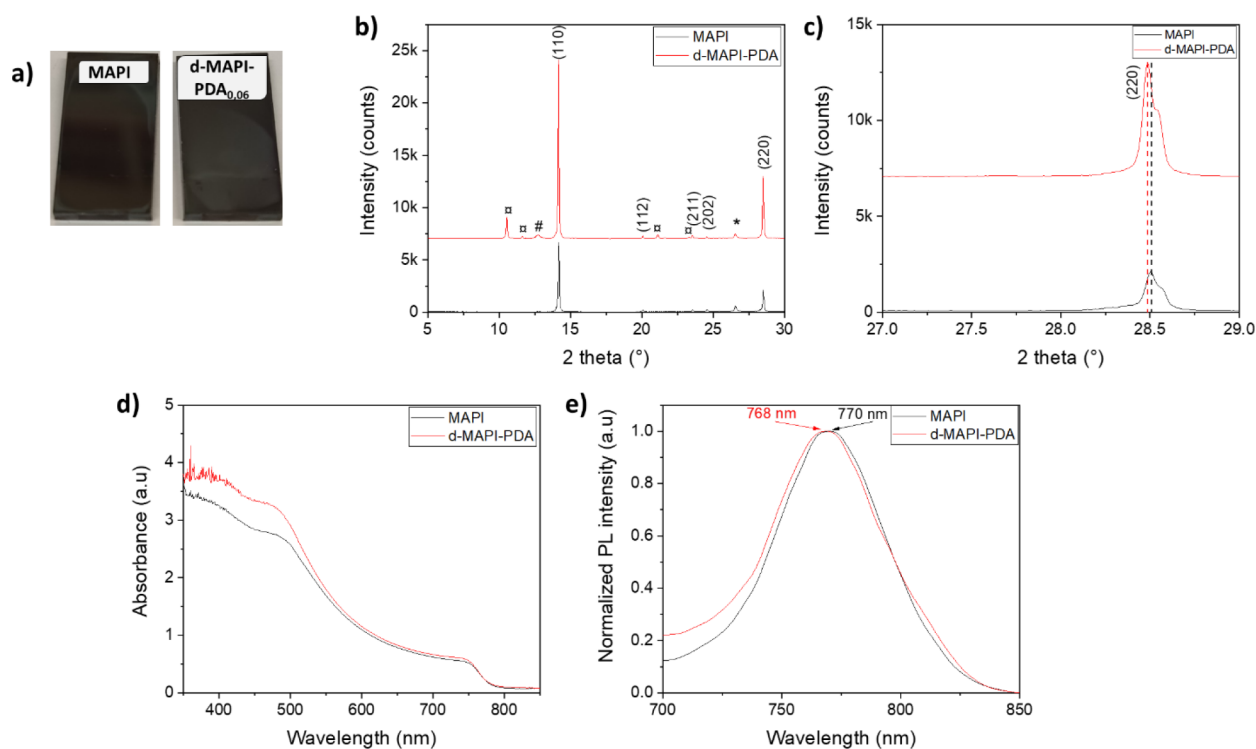 a)
MAPI
d-MAPI-
PDA0.06
b)
MAPI
d-MAPI-PDA
25k
20k
15k
10k
5k
0
Intensity (counts)
¤
¤
#
(110)
(112)
¤
¤
(211)
(202)
*
(220)
5
10
15
20
25
30
2 theta (°)
c)
MAPI
d-MAPI-PDA
15k
10k
5k
0
Intensity (counts)
(220)
27.0
27.5
28.0
28.5
29.0
2 theta (°)
d)
MAPI
d-MAPI-PDA
5
4
3
2
1
0
Absorbance (a.u)
400
500
600
700
800
Wavelength (nm)
e)
768 nm
770 nm
MAPI
d-MAPI-PDA
1.0
0.8
0.6
0.4
0.2
0.0
Normalized PL intensity (a.u)
700
750
800
850
Wavelength (nm)